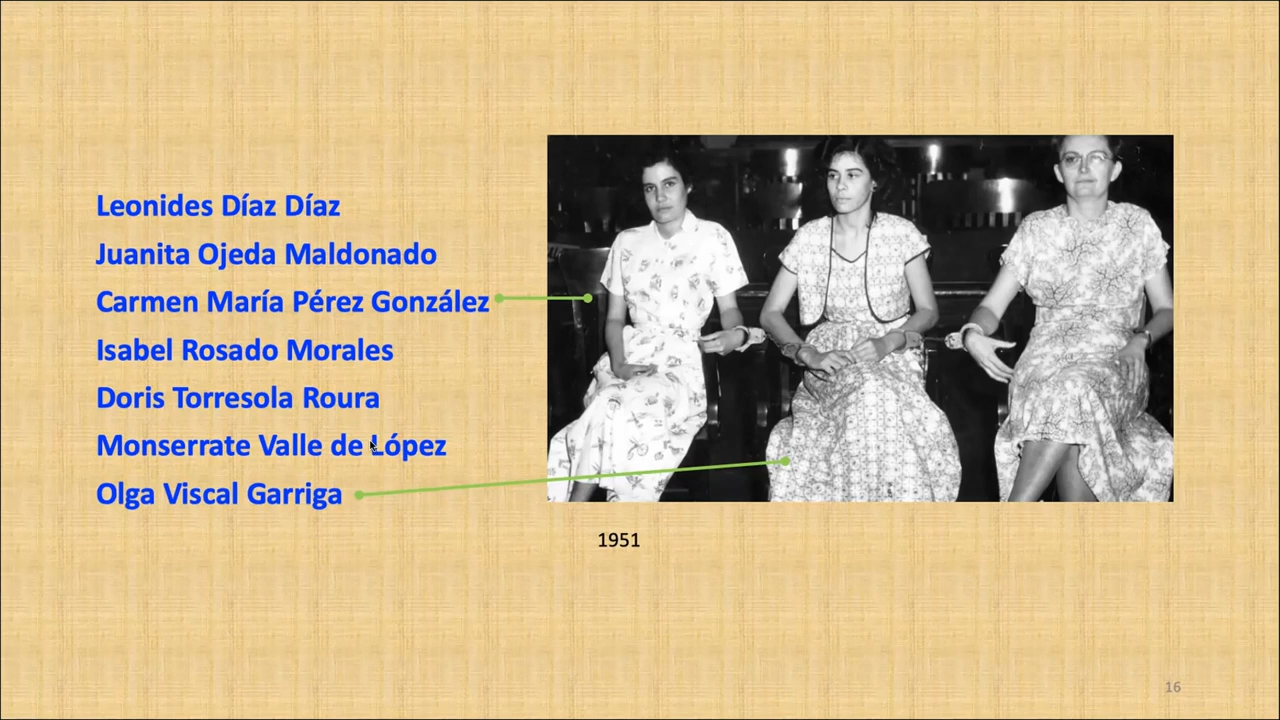 Leonides Díaz Díaz
Juanita Ojeda Maldonado
Carmen María Pérez González
Isabel Rosado Morales
Doris Torresola Roura
Monserrate Valle de López
Olga Viscal Garriga
1951
16